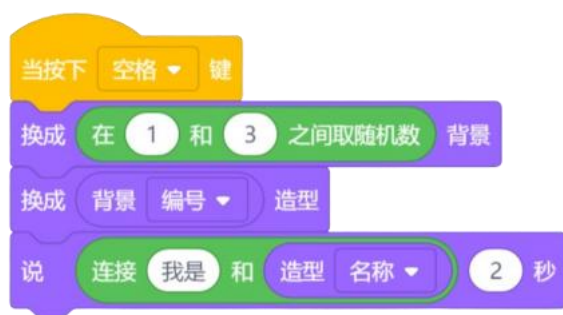 当按下 空格 键
换成 在 1 和 3 之间取随机数 背景
换成 背景 编号 造型
说 连接 我是 和 造型 名称 2 秒